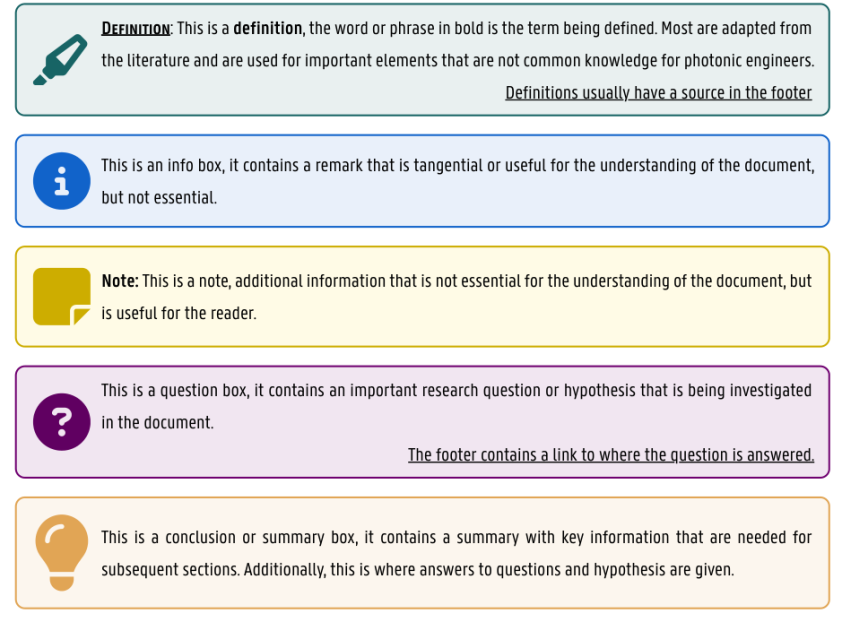 DEFINITION: This is a definition, the word or phrase in bold is the term being defined. Most are adapted from
the literature and are used for important elements that are not common knowledge for photonic engineers.
Definitions usually have a source in the footer
This is an info box, it contains a remark that is tangential or useful for the understanding of the document,
but not essential.
Note: This is a note, additional information that is not essential for the understanding of the document, but
is useful for the reader.
This is a question box, it contains an important research question or hypothesis that is being investigated
in the document.
The footer contains a link to where the question is answered.
This is a conclusion or summary box, it contains a summary with key information that are needed for
subsequent sections. Additionally, this is where answers to questions and hypothesis are given.